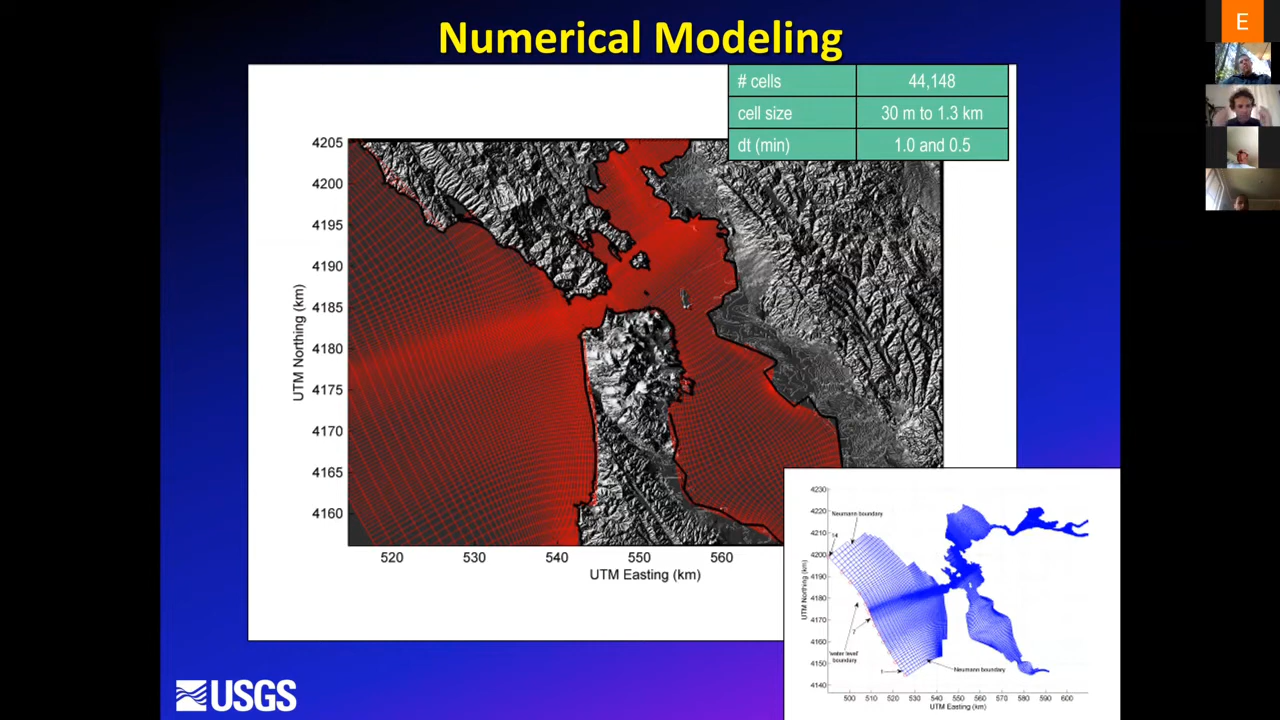 Numerical Modeling
# cells 44,148
cell size 30 m to 1.3 km
dt (min) 1.0 and 0.5
4205
4200
4195
4190
4185
4180
4175
4170
4165
4160
UTM Northing (km)
520 530 540 550 560
UTM Easting (km)
4230
4220
4210
4200
4190
4180
4170
4160
4150
4140
UTM Northing (km)
Neumann boundary
14
7
'water level'
boundary
1
Neumann boundary
500 510 520 530 540 550 560 570 580 590 600
UTM Easting (km)
USGS
E